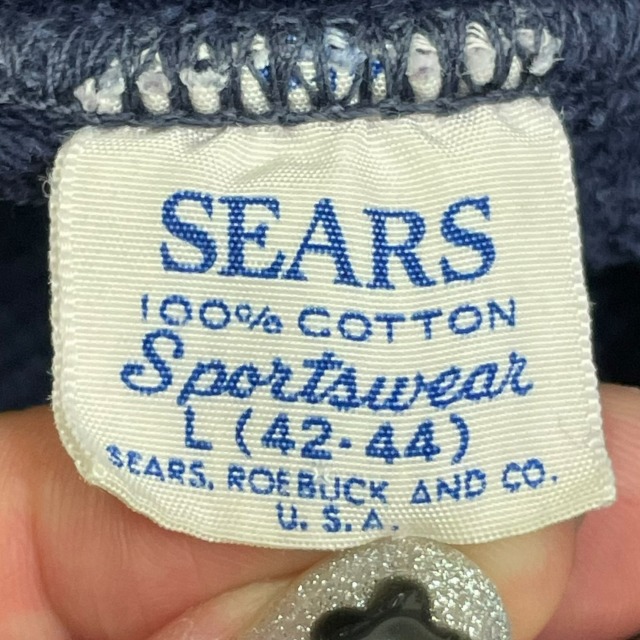 SEARS
100% COTTON
Sportswear
L (42-44)
SEARS, ROEBUCK AND CO.
U.S.A.